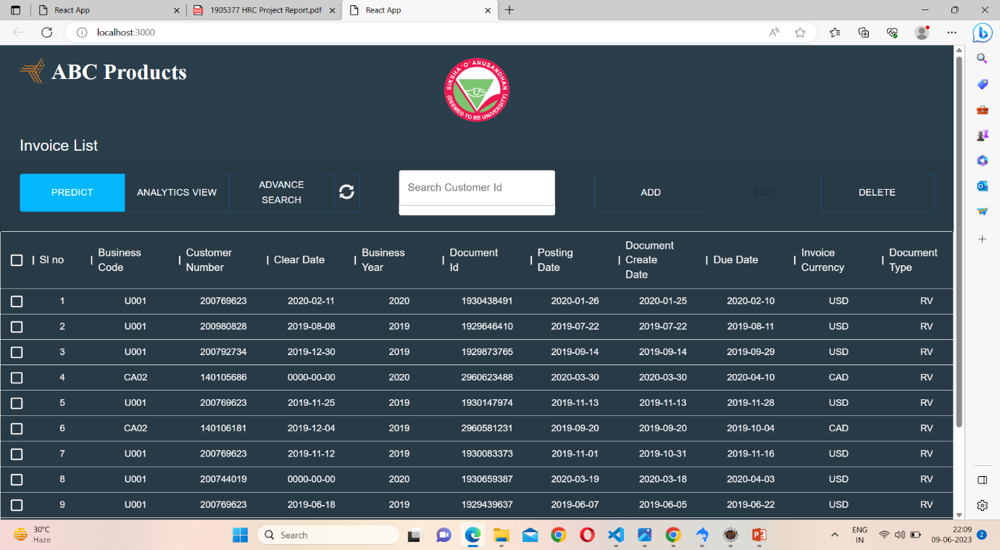 React App
1905377 HRC Project Report.pdf
React App
localhost:3000
ABC Products
SIKSHA 'O' ANUSANDHAN
(DEEMED TO BE UNIVERSITY)
Invoice List
PREDICT
ANALYTICS VIEW
ADVANCE
SEARCH
Search Customer Id
ADD
EDIT
DELETE
Sl no
Business
Code
Customer
Number
Clear Date
Business
Year
Document
Id
Posting
Date
Document
Create
Date
Due Date
Invoice
Currency
Document
Type
1 U001 200769623 2020-02-11 2020 1930438491 2020-01-26 2020-01-25 2020-02-10 USD RV
2 U001 200980828 2019-08-08 2019 1929646410 2019-07-22 2019-07-22 2019-08-11 USD RV
3 U001 200792734 2019-12-30 2019 1929873765 2019-09-14 2019-09-14 2019-09-29 USD RV
4 CA02 140105686 0000-00-00 2020 2960623488 2020-03-30 2020-03-30 2020-04-10 CAD RV
5 U001 200769623 2019-11-25 2019 1930147974 2019-11-13 2019-11-13 2019-11-28 USD RV
6 CA02 140106181 2019-12-04 2019 2960581231 2019-09-20 2019-09-20 2019-10-04 CAD RV
7 U001 200769623 2019-11-12 2019 1930083373 2019-11-01 2019-10-31 2019-11-16 USD RV
8 U001 200744019 0000-00-00 2020 1930659387 2020-03-19 2020-03-18 2020-04-03 USD RV
9 U001 200769623 2019-06-18 2019 1929439637 2019-06-07 2019-06-05 2019-06-22 USD RV
30°C
Haze
Search
ENG
IN
22:09
09-06-2023
2